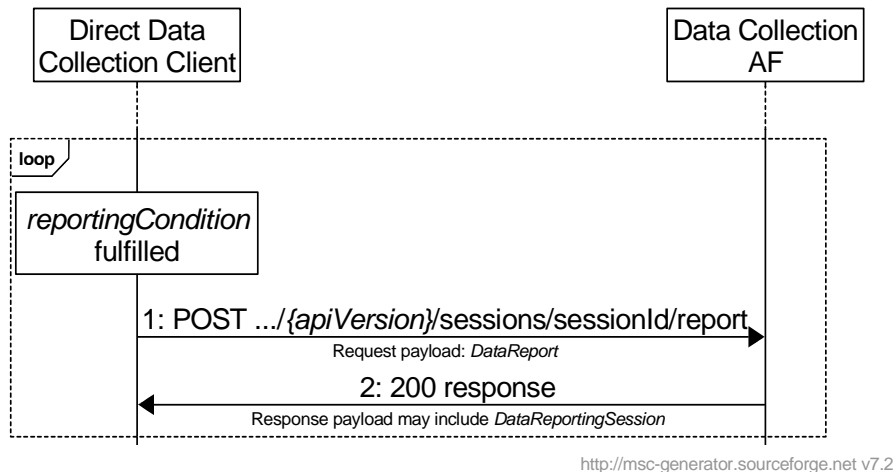 Direct Data
Collection Client
Data Collection
AF
loop
reportingCondition
fulfilled
1: POST .../{apiVersion}/sessions/sessionId/report
Request payload: DataReport
2: 200 response
Response payload may include DataReportingSession
http://msc-generator.sourceforge.net v7.2